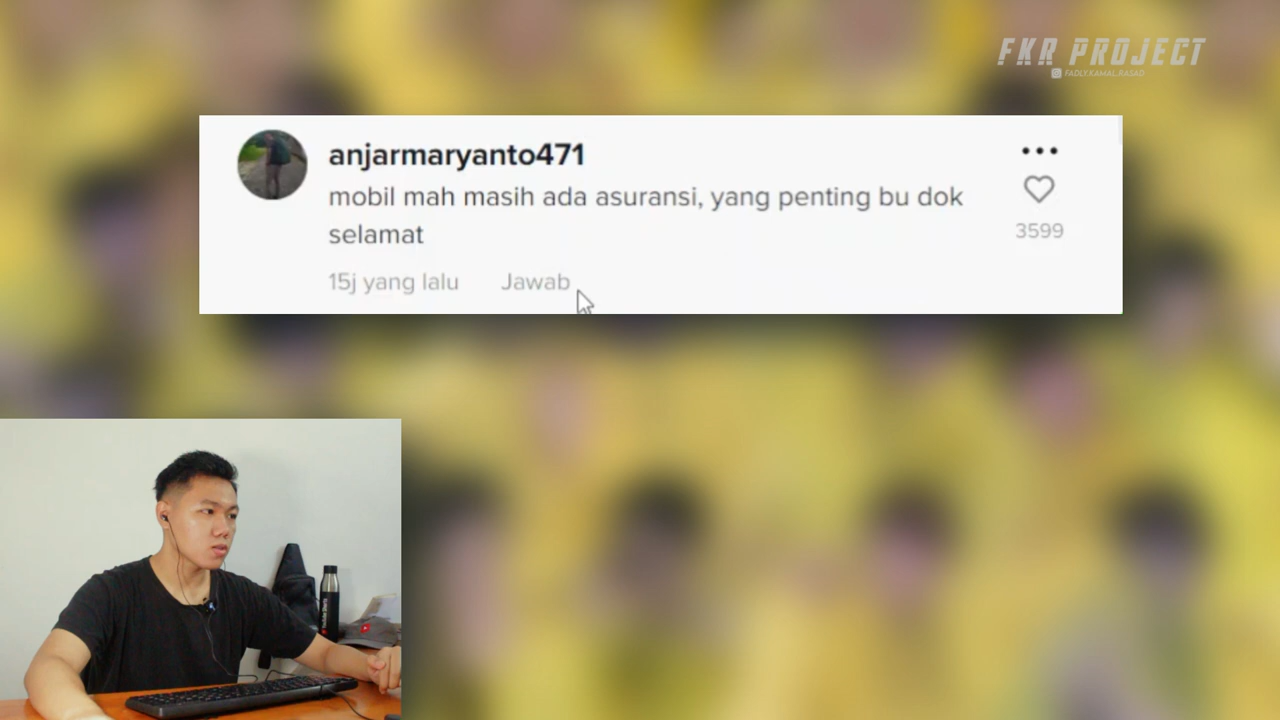 FKR PROJECT
FADLY.KAMAL.RASAD
anjarmaryanto471
mobil mah masih ada asuransi, yang penting bu dok
selamat
3599
15j yang lalu Jawab